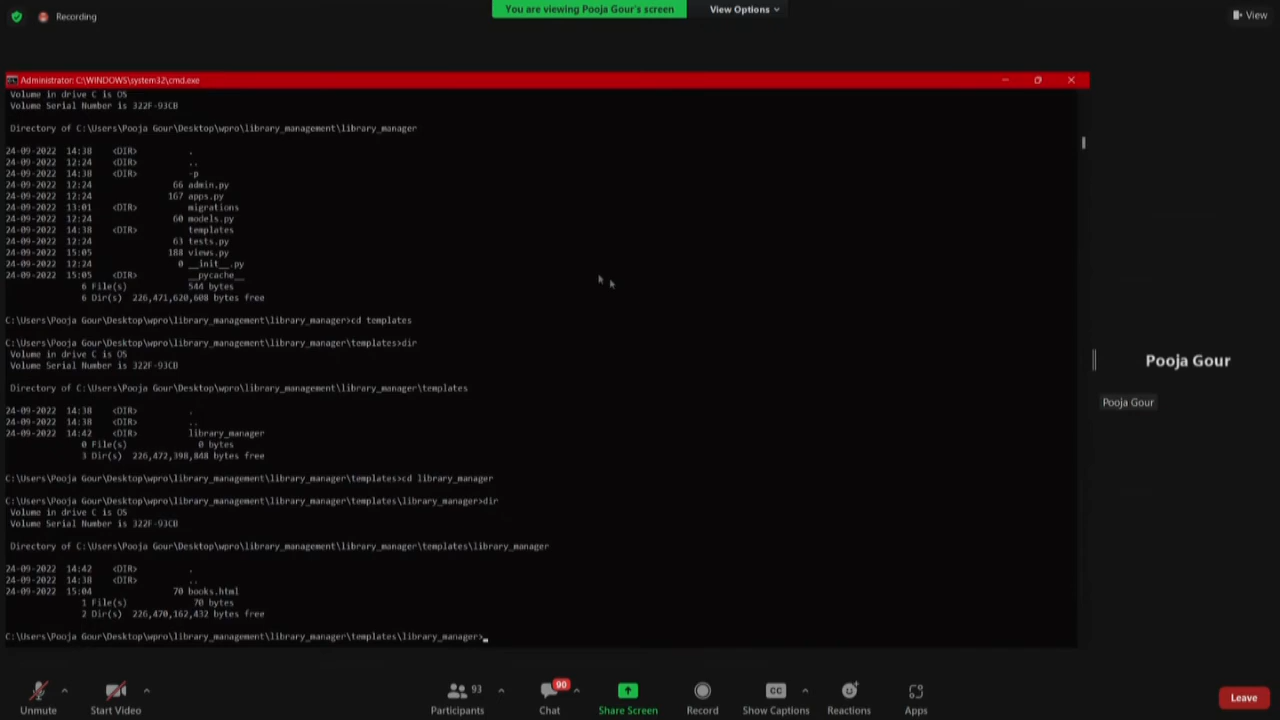 Recording
You are viewing Pooja Gour's screen
View Options
View
Administrator: C:\WINDOWS\system32\cmd.exe
Volume in drive C is OS
Volume Serial Number is 322F-93CB
Directory of C:\Users\Pooja Gour\Desktop\wpro\library_management\library_manager
24-09-2022 14:38 <DIR> .
24-09-2022 12:24 <DIR> ..
24-09-2022 14:38 <DIR> -p
24-09-2022 12:24 66 admin.py
24-09-2022 12:24 167 apps.py
24-09-2022 13:01 <DIR> migrations
24-09-2022 12:24 60 models.py
24-09-2022 14:38 <DIR> templates
24-09-2022 12:24 63 tests.py
24-09-2022 15:05 188 views.py
24-09-2022 12:24 0 __init__.py
24-09-2022 15:05 <DIR> __pycache__
6 File(s) 544 bytes
6 Dir(s) 226,471,620,608 bytes free
C:\Users\Pooja Gour\Desktop\wpro\library_management\library_manager>cd templates
C:\Users\Pooja Gour\Desktop\wpro\library_management\library_manager\templates>dir
Volume in drive C is OS
Volume Serial Number is 322F-93CB
Directory of C:\Users\Pooja Gour\Desktop\wpro\library_management\library_manager\templates
24-09-2022 14:38 <DIR> .
24-09-2022 14:38 <DIR> ..
24-09-2022 14:42 <DIR> library_manager
0 File(s) 0 bytes
3 Dir(s) 226,472,398,848 bytes free
C:\Users\Pooja Gour\Desktop\wpro\library_management\library_manager\templates>cd library_manager
C:\Users\Pooja Gour\Desktop\wpro\library_management\library_manager\templates\library_manager>dir
Volume in drive C is OS
Volume Serial Number is 322F-93CB
Directory of C:\Users\Pooja Gour\Desktop\wpro\library_management\library_manager\templates\library_manager
24-09-2022 14:42 <DIR> .
24-09-2022 14:38 <DIR> ..
24-09-2022 15:04 70 books.html
1 File(s) 70 bytes
2 Dir(s) 226,470,162,432 bytes free
C:\Users\Pooja Gour\Desktop\wpro\library_management\library_manager\templates\library_manager>
Pooja Gour
Pooja Gour
93
90
CC
Unmute
Start Video
Participants
Chat
Share Screen
Record
Show Captions
Reactions
Apps
Leave